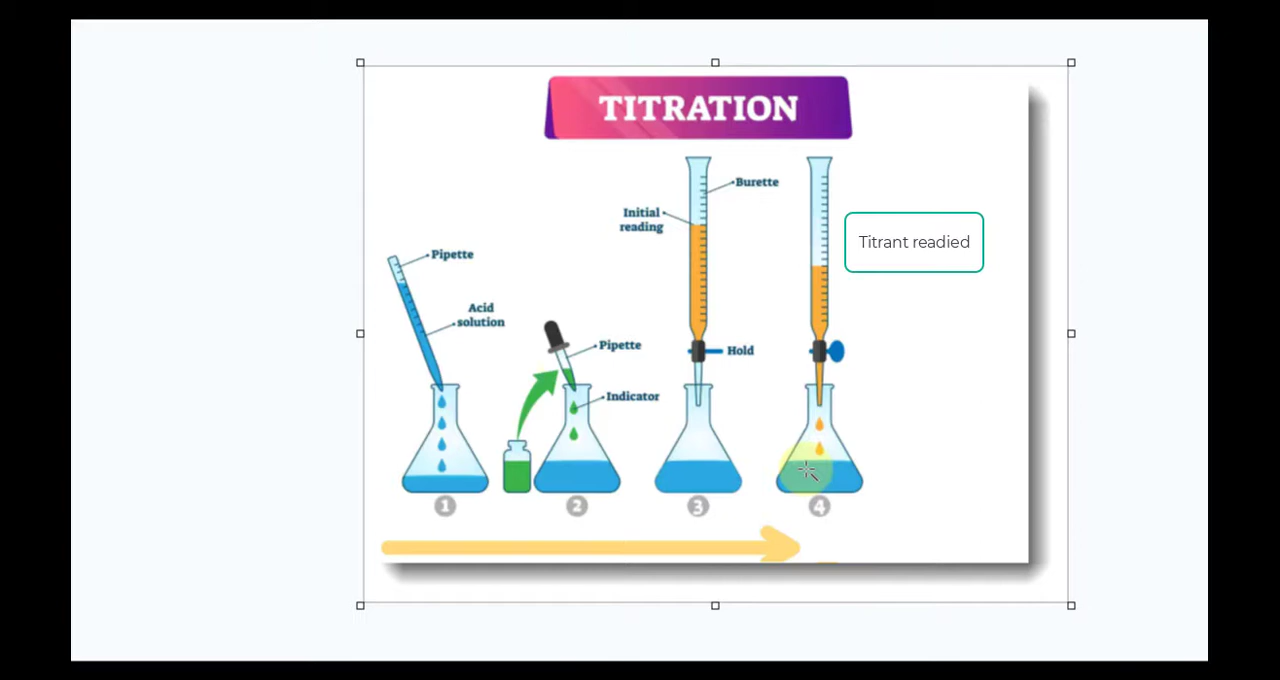 TITRATION
Burette
Initial
reading
Titrant readied
Pipette
Acid
solution
Pipette
Hold
Indicator
1
2
3
4